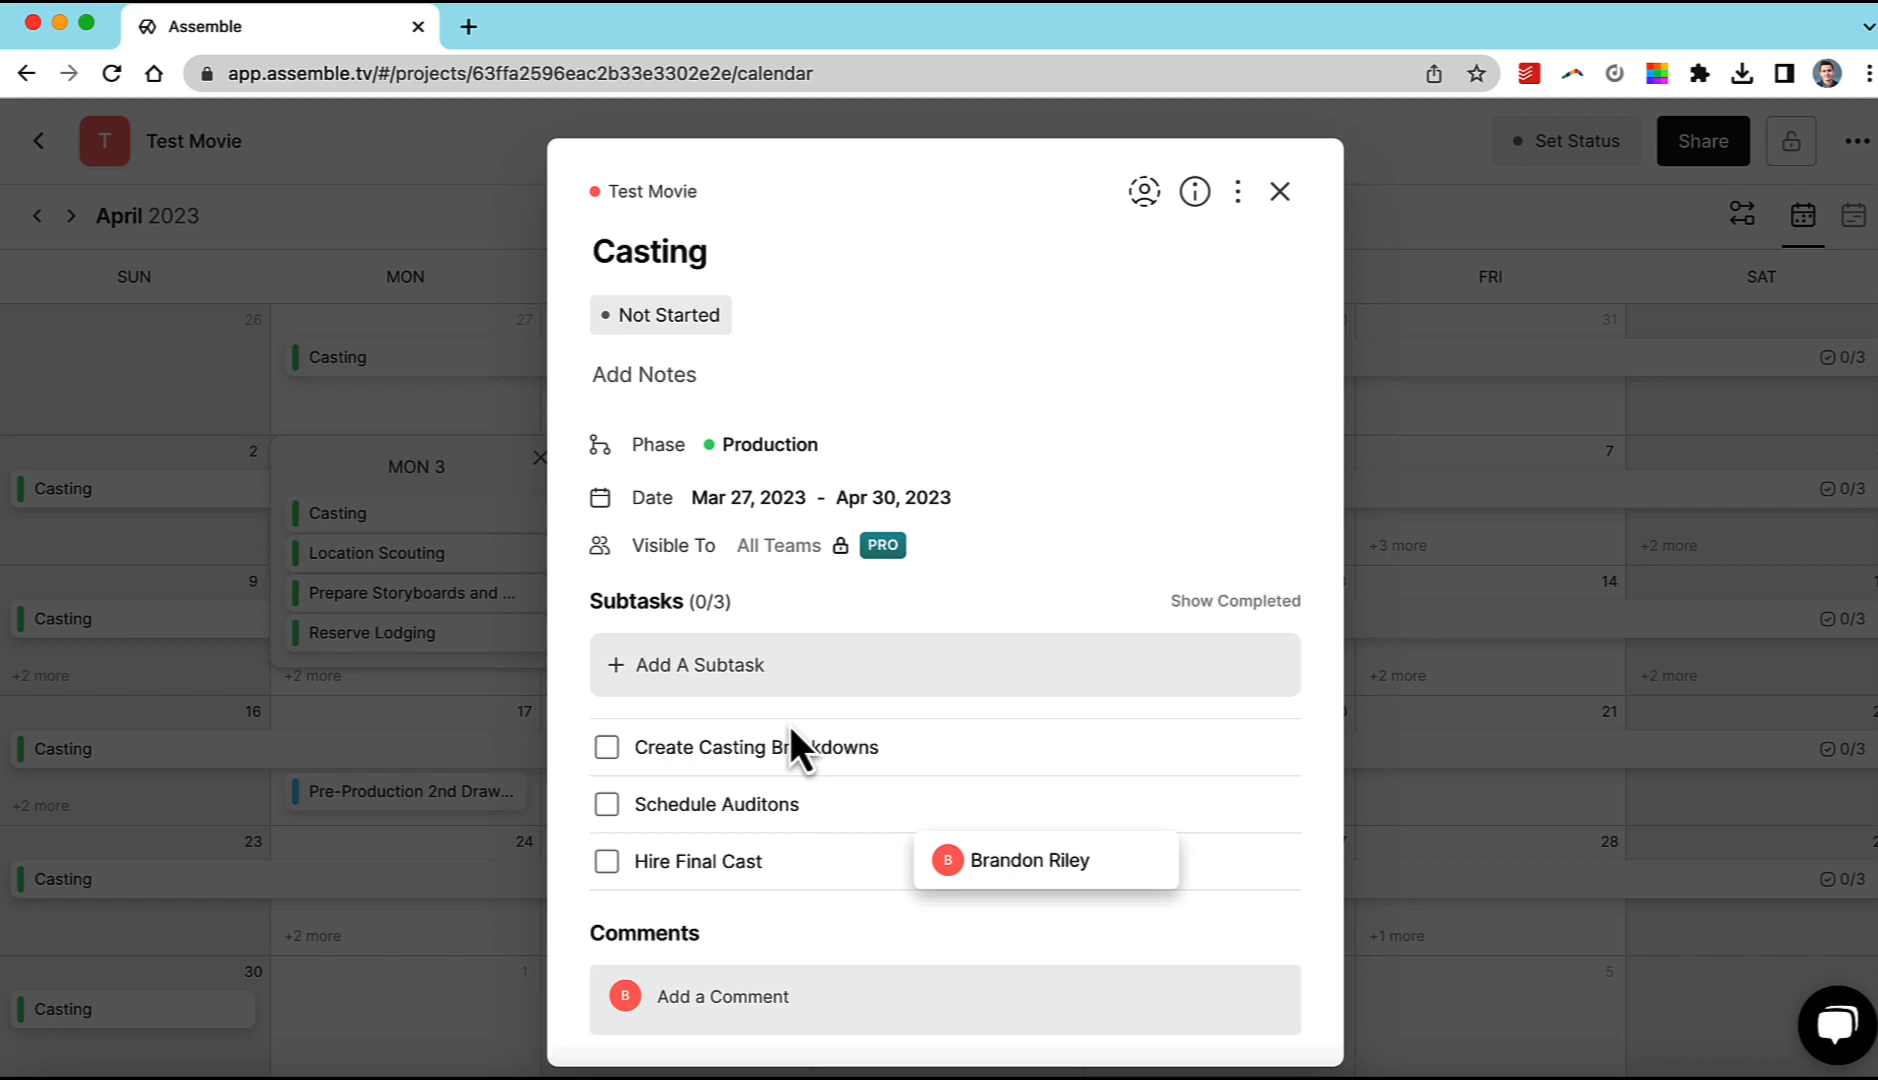 Assemble
app.assemble.tv/#/projects/63ffa2596eac2b33e3302e2e/calendar
T
Test Movie
Set Status
Share
April 2023
SUN
MON
FRI
SAT
26
27
31
Casting
0/3
2
7
Casting
0/3
MON 3
Casting
Location Scouting
Prepare Storyboards and ...
Reserve Lodging
+3 more
+2 more
9
14
Casting
0/3
+2 more
+2 more
+2 more
+2 more
16
17
21
Casting
0/3
Pre-Production 2nd Draw...
+2 more
23
24
28
Casting
0/3
+2 more
+1 more
30
1
5
Casting
Test Movie
Casting
Not Started
Add Notes
Phase
Production
Date
Mar 27, 2023 - Apr 30, 2023
Visible To
All Teams
PRO
Subtasks (0/3)
Show Completed
+ Add A Subtask
Create Casting
Schedule Auditons
Hire Final Cast
B
Brandon Riley
Comments
B
Add a Comment